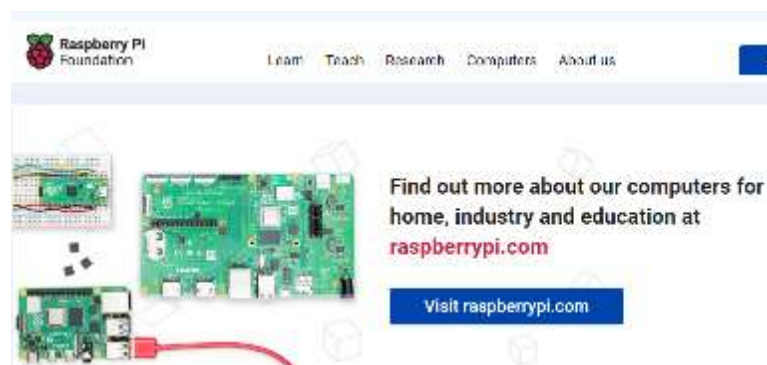 Raspberry Pi
Foundation
Learn Teach Research Computers About us
Find out more about our computers for
home, industry and education at
raspberrypi.com
Visit raspberrypi.com